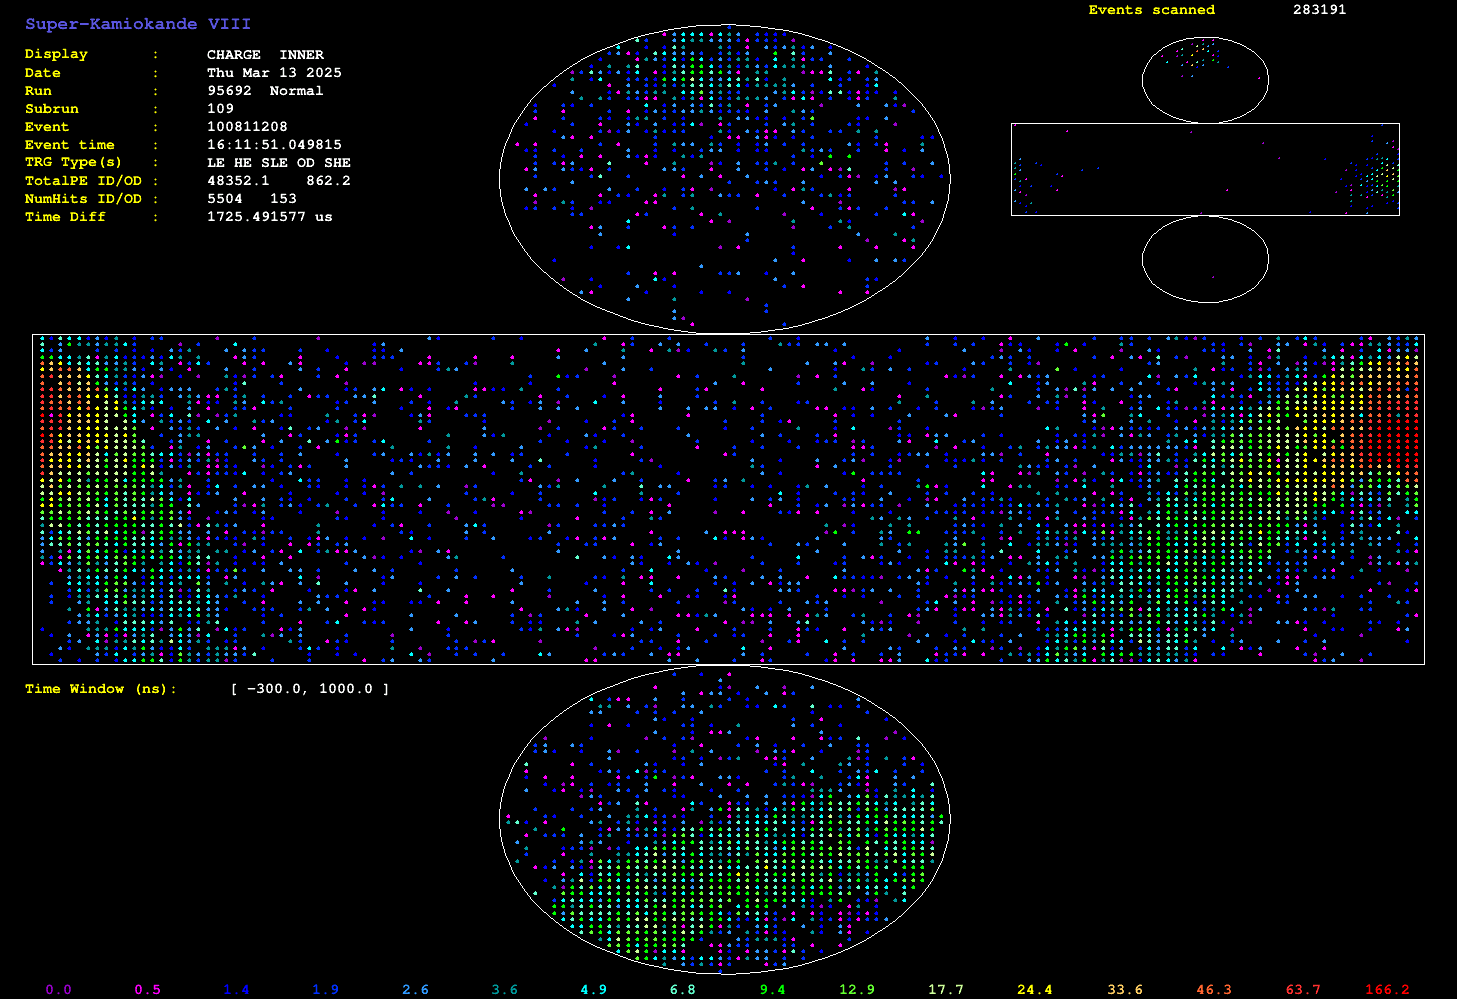 Super-Kamiokande VIII
Events scanned 283191
Display : CHARGE INNER
Date : Thu Mar 13 2025
Run : 95692 Normal
Subrun : 109
Event : 100811208
Event time : 16:11:51.049815
TRG Type(s) : LE HE SLE OD SHE
TotalPE ID/OD : 48352.1 862.2
NumHits ID/OD : 5504 153
Time Diff : 1725.491577 us
Time Window (ns): [ -300.0, 1000.0 ]
0.0 0.5 1.4 1.9 2.6 3.6 4.9 6.8 9.4 12.9 17.7 24.4 33.6 46.3 63.7 166.2